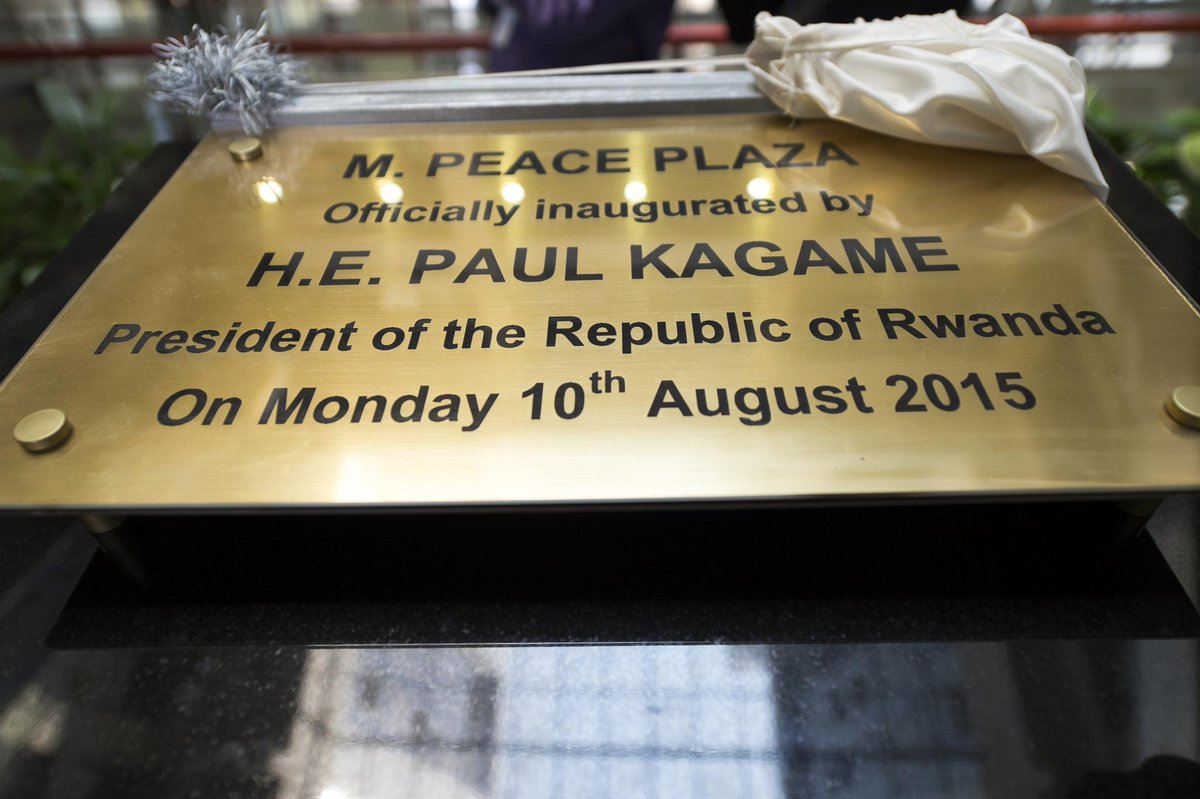 M. PEACE PLAZA
Officially inaugurated by
H.E. PAUL KAGAME
President of the Republic of Rwanda
On Monday 10th August 2015